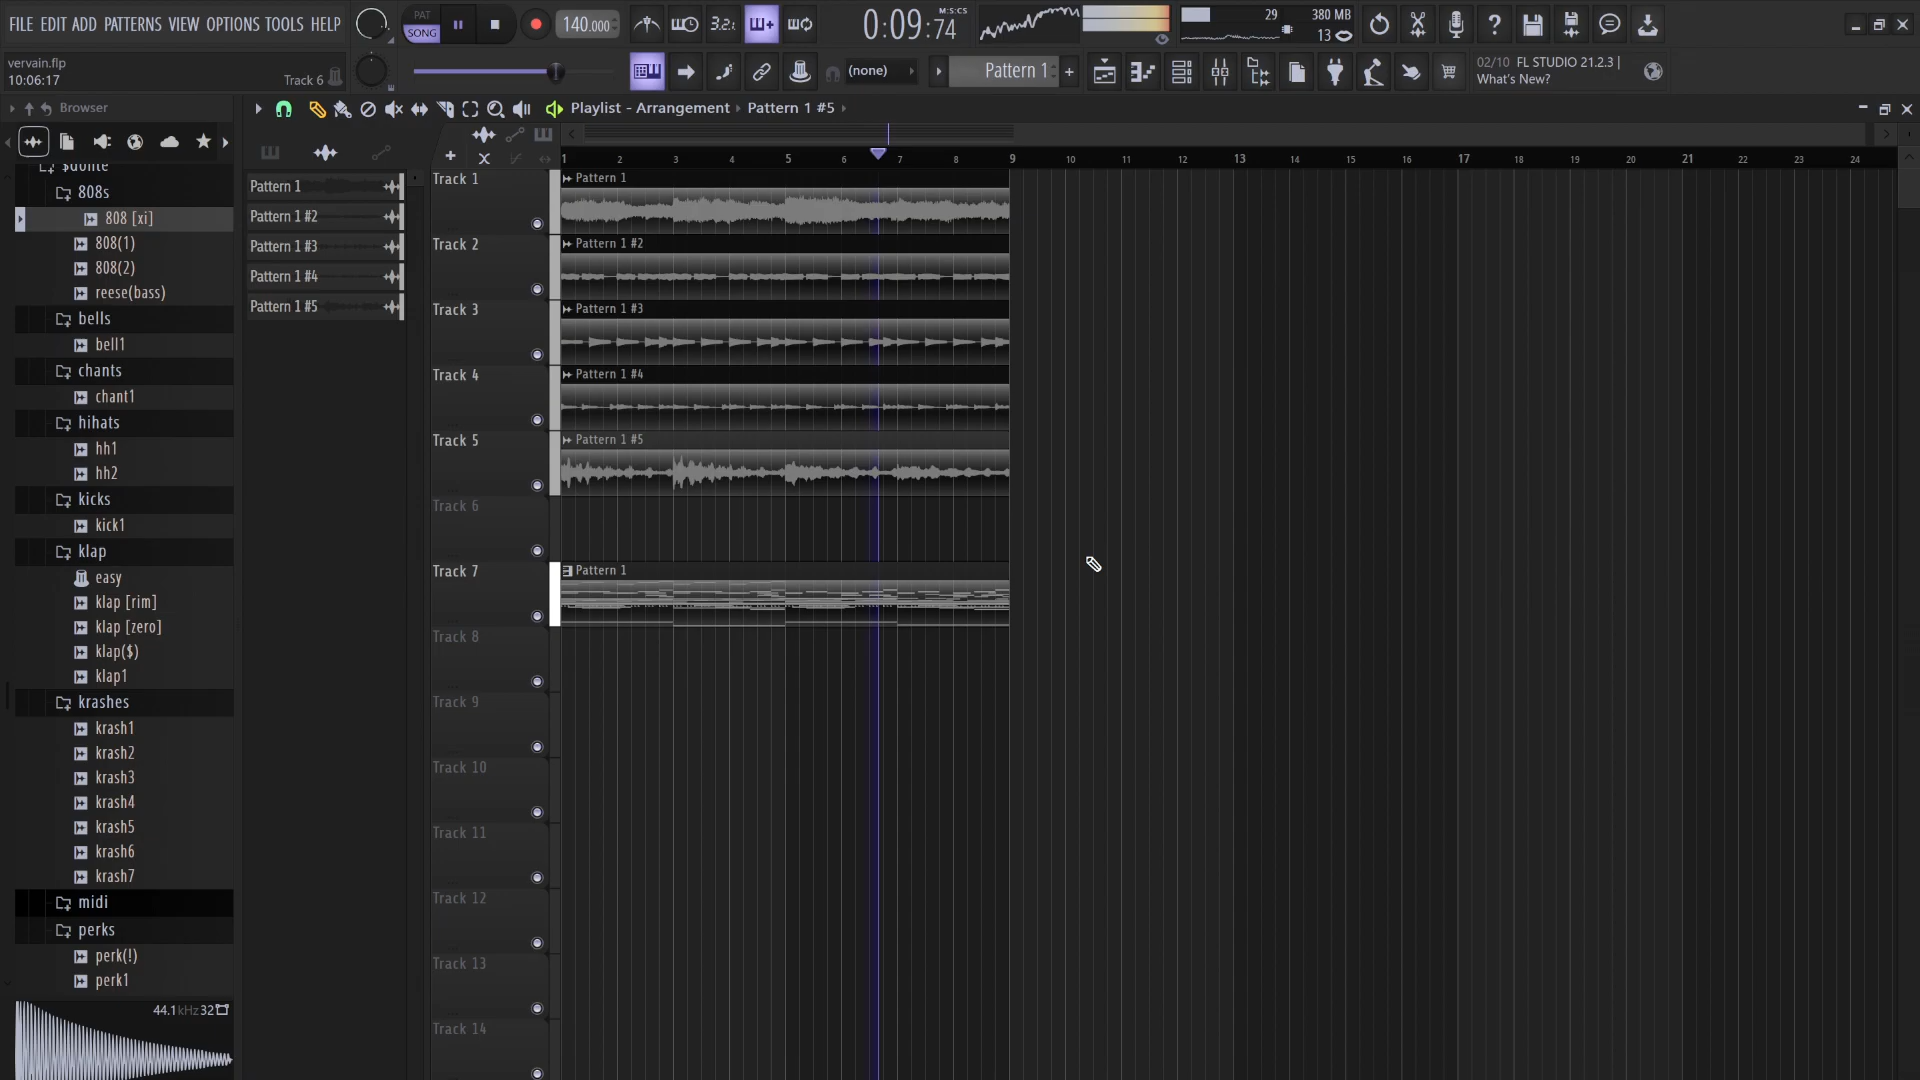 FILE EDIT ADD PATTERNS VIEW OPTIONS TOOLS HELP
PAT
SONG
140.000
3.2:
0:09:74
M:S:CS
29
380 MB
13
vervain.flp
10:06:17
Track 6
(none)
Pattern 1
+
02/10 FL STUDIO 21.2.3 |
What's New?
Browser
Playlist - Arrangement
Pattern 1 #5
808s
808 [xi]
808(1)
808(2)
reese(bass)
bells
bell1
chants
chant1
hihats
hh1
hh2
kicks
kick1
klap
easy
klap [rim]
klap [zero]
klap($)
klap1
krashes
krash1
krash2
krash3
krash4
krash5
krash6
krash7
midi
perks
perk(!)
perk1
44.1kHz 32
Pattern 1
Pattern 1 #2
Pattern 1 #3
Pattern 1 #4
Pattern 1 #5
1 2 3 4 5 6 7 8 9 10 11 12 13 14 15 16 17 18 19 20 21 22 23 24
Track 1
Pattern 1
Track 2
Pattern 1 #2
Track 3
Pattern 1 #3
Track 4
Pattern 1 #4
Track 5
Pattern 1 #5
Track 6
Track 7
Pattern 1
Track 8
Track 9
Track 10
Track 11
Track 12
Track 13
Track 14